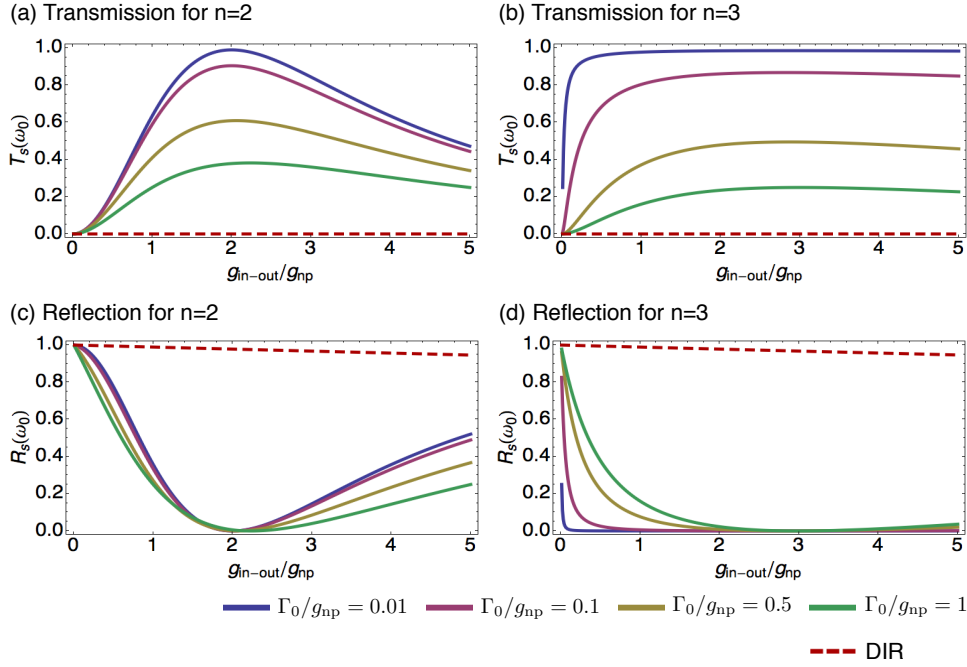 (a) Transmission for n=2
(b) Transmission for n=3
1.0
0.8
0.6
0.4
0.2
0.0
Ts(ω0)
0 1 2 3 4 5
gin-out/gnp
1.0
0.8
0.6
0.4
0.2
0.0
Ts(ω0)
0 1 2 3 4 5
gin-out/gnp
(c) Reflection for n=2
(d) Reflection for n=3
1.0
0.8
0.6
0.4
0.2
0.0
Rs(ω0)
0 1 2 3 4 5
gin-out/gnp
1.0
0.8
0.6
0.4
0.2
0.0
Rs(ω0)
0 1 2 3 4 5
gin-out/gnp
Γ0/gnp = 0.01 Γ0/gnp = 0.1 Γ0/gnp = 0.5 Γ0/gnp = 1
DIR